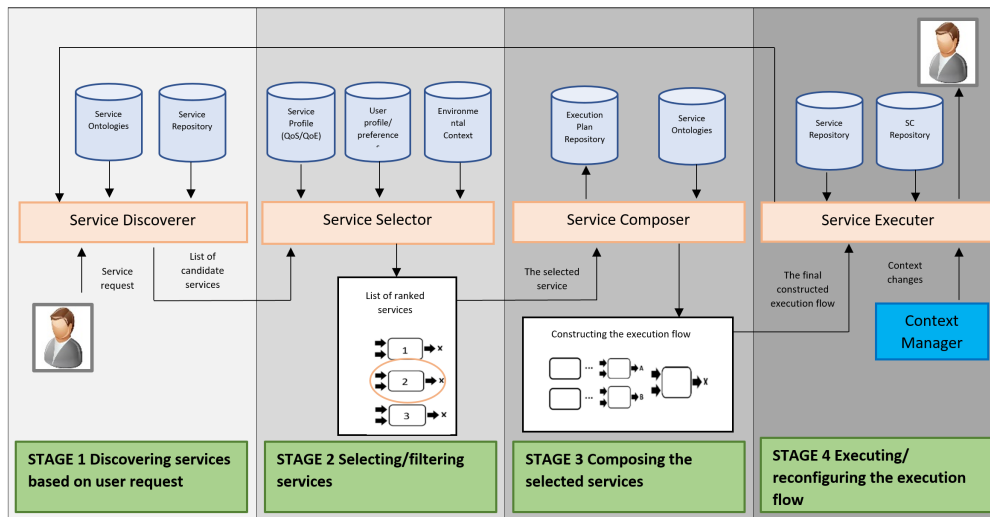 Service
Ontologies
Service
Repository
Service Discoverer
Service
request
List of
candidate
services
STAGE 1 Discovering services
based on user request
Service
Profile
(QoS/QoE)
User
profile/
preference
Environme
ntal
Context
Service Selector
List of ranked
services
1
x
2
x
3
x
STAGE 2 Selecting/filtering
services
Execution
Plan
Repository
Service
Ontologies
Service Composer
The selected
service
Constructing the execution flow
... A
... B
X
STAGE 3 Composing the
selected services
Service
Repository
SC
Repository
Service Executer
The final
constructed
execution flow
Context
changes
Context
Manager
STAGE 4 Executing/
reconfiguring the execution
flow